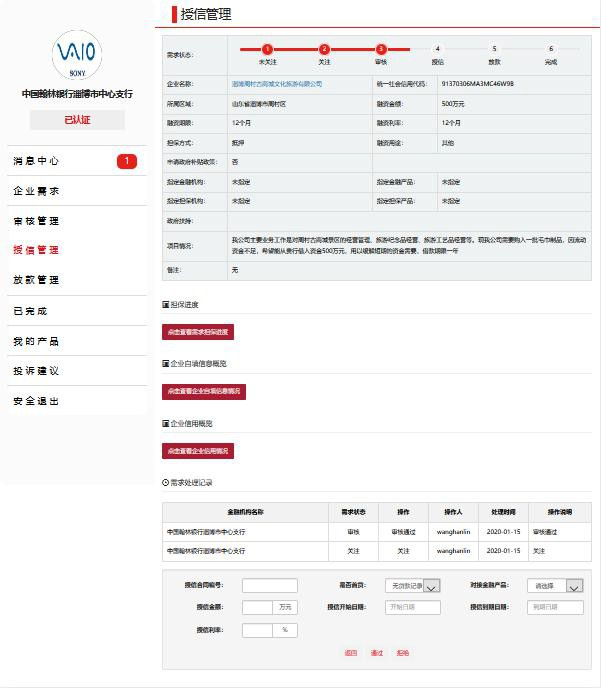 授信管理
VAIO
SONY
中国翰林银行淄博市中心支行
已认证
消息中心 1
企业需求
审核管理
授信管理
放款管理
已完成
我的产品
投诉建议
安全退出
需求状态： 1 2 3 4 5 6
未关注 关注 审核 授信 放款 完成
企业名称： 淄博周村古商城文化旅游有限公司 统一社会信用代码： 91370306MA3MC46W9B
所属区域： 山东省淄博市周村区 融资金额： 500万元
融资期限： 12个月 融资利率： 12个月
担保方式： 抵押 融资用途： 其他
申请政府补贴政策： 否
指定金融机构： 未指定 指定金融产品： 未指定
指定担保机构： 未指定 指定担保产品： 未指定
政府扶持：
项目情况： 我公司主要业务工作是对周村古商城景区的经营管理、旅游纪念品经营、旅游工艺品经营等。现我公司需要购入一批毛巾制品，因流动
资金不足，希望能从贵行借入资金500万元，用以缓解短期的资金需要，借款期限一年
备注： 无
担保进度
点击查看需求担保进度
企业自填信息概览
点击查看企业自填信息情况
企业信用概览
点击查看企业信用情况
需求处理记录
金融机构名称 需求状态 操作 操作人 处理时间 操作说明
中国翰林银行淄博市中心支行 审核 审核通过 wanghanlin 2020-01-15 审核通过
中国翰林银行淄博市中心支行 关注 关注 wanghanlin 2020-01-15 关注
授信合同编号： 是否首贷： 无贷款记录 对接金融产品： 请选择
授信金额： 万元 授信开始日期： 开始日期 授信到期日期： 到期日期
授信利率： %
返回 通过 拒绝